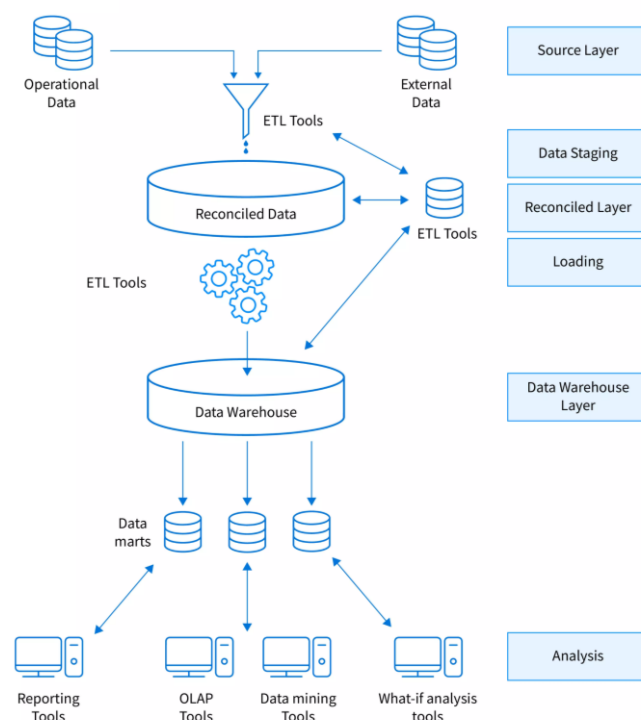 Operational
Data
External
Data
Source Layer
ETL Tools
Data Staging
Reconciled Data
ETL Tools
Reconciled Layer
ETL Tools
Loading
Data Warehouse
Data Warehouse
Layer
Data
marts
Analysis
Reporting
Tools
OLAP
Tools
Data mining
Tools
What-if analysis
tools